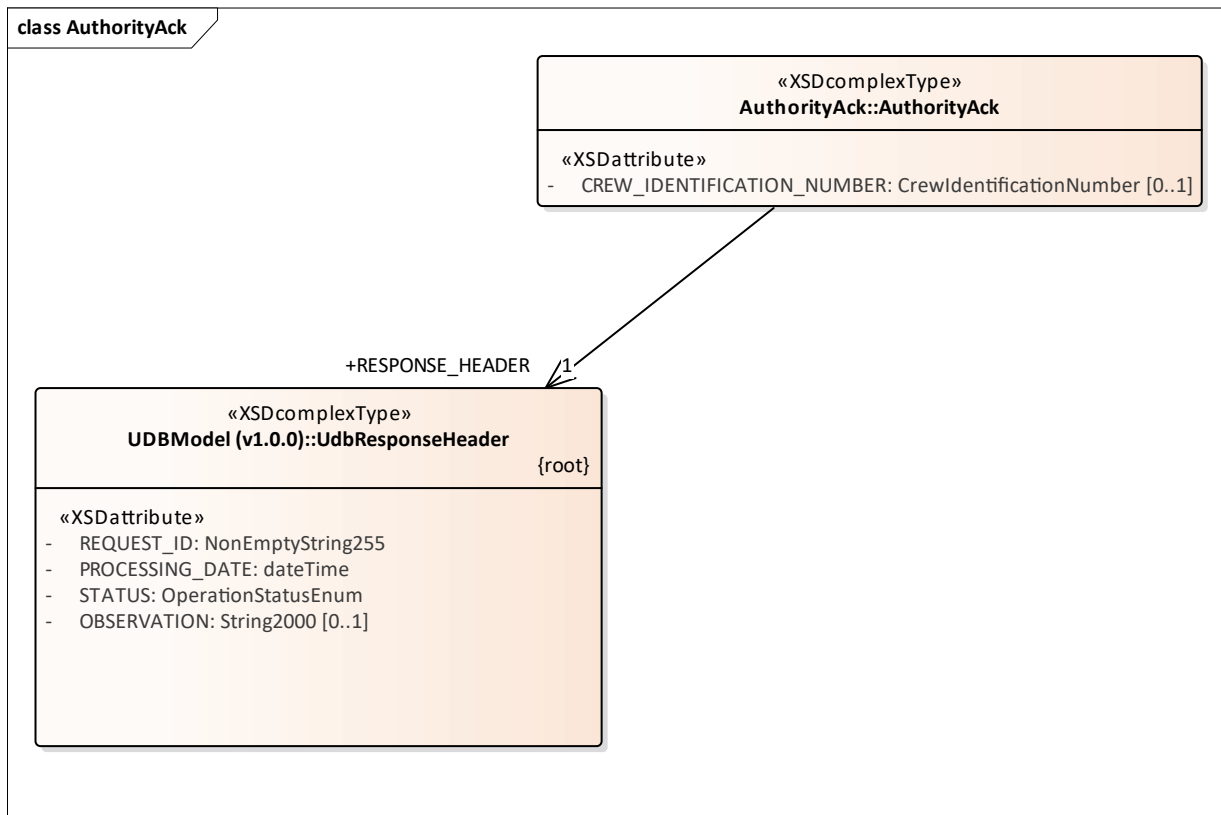 class AuthorityAck
«XSDcomplexType»
AuthorityAck::AuthorityAck
«XSDattribute»
- CREW_IDENTIFICATION_NUMBER: CrewIdentificationNumber [0..1]
+RESPONSE_HEADER 1
«XSDcomplexType»
UDBModel (v1.0.0)::UdbResponseHeader
{root}
«XSDattribute»
- REQUEST_ID: NonEmptyString255
- PROCESSING_DATE: dateTime
- STATUS: OperationStatusEnum
- OBSERVATION: String2000 [0..1]